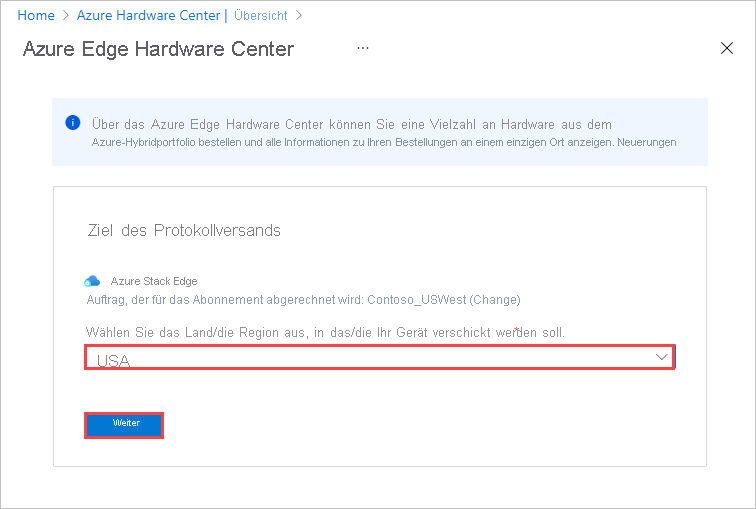 Home > Azure Hardware Center | Übersicht >
Azure Edge Hardware Center ...
Über das Azure Edge Hardware Center können Sie eine Vielzahl an Hardware aus dem
Azure-Hybridportfolio bestellen und alle Informationen zu Ihren Bestellungen an einem einzigen Ort anzeigen. Neuerungen
Ziel des Protokollversands
Azure Stack Edge
Auftrag, der für das Abonnement abgerechnet wird: Contoso_USWest (Change)
Wählen Sie das Land/die Region aus, in das/die Ihr Gerät verschickt werden soll. *
USA
Weiter